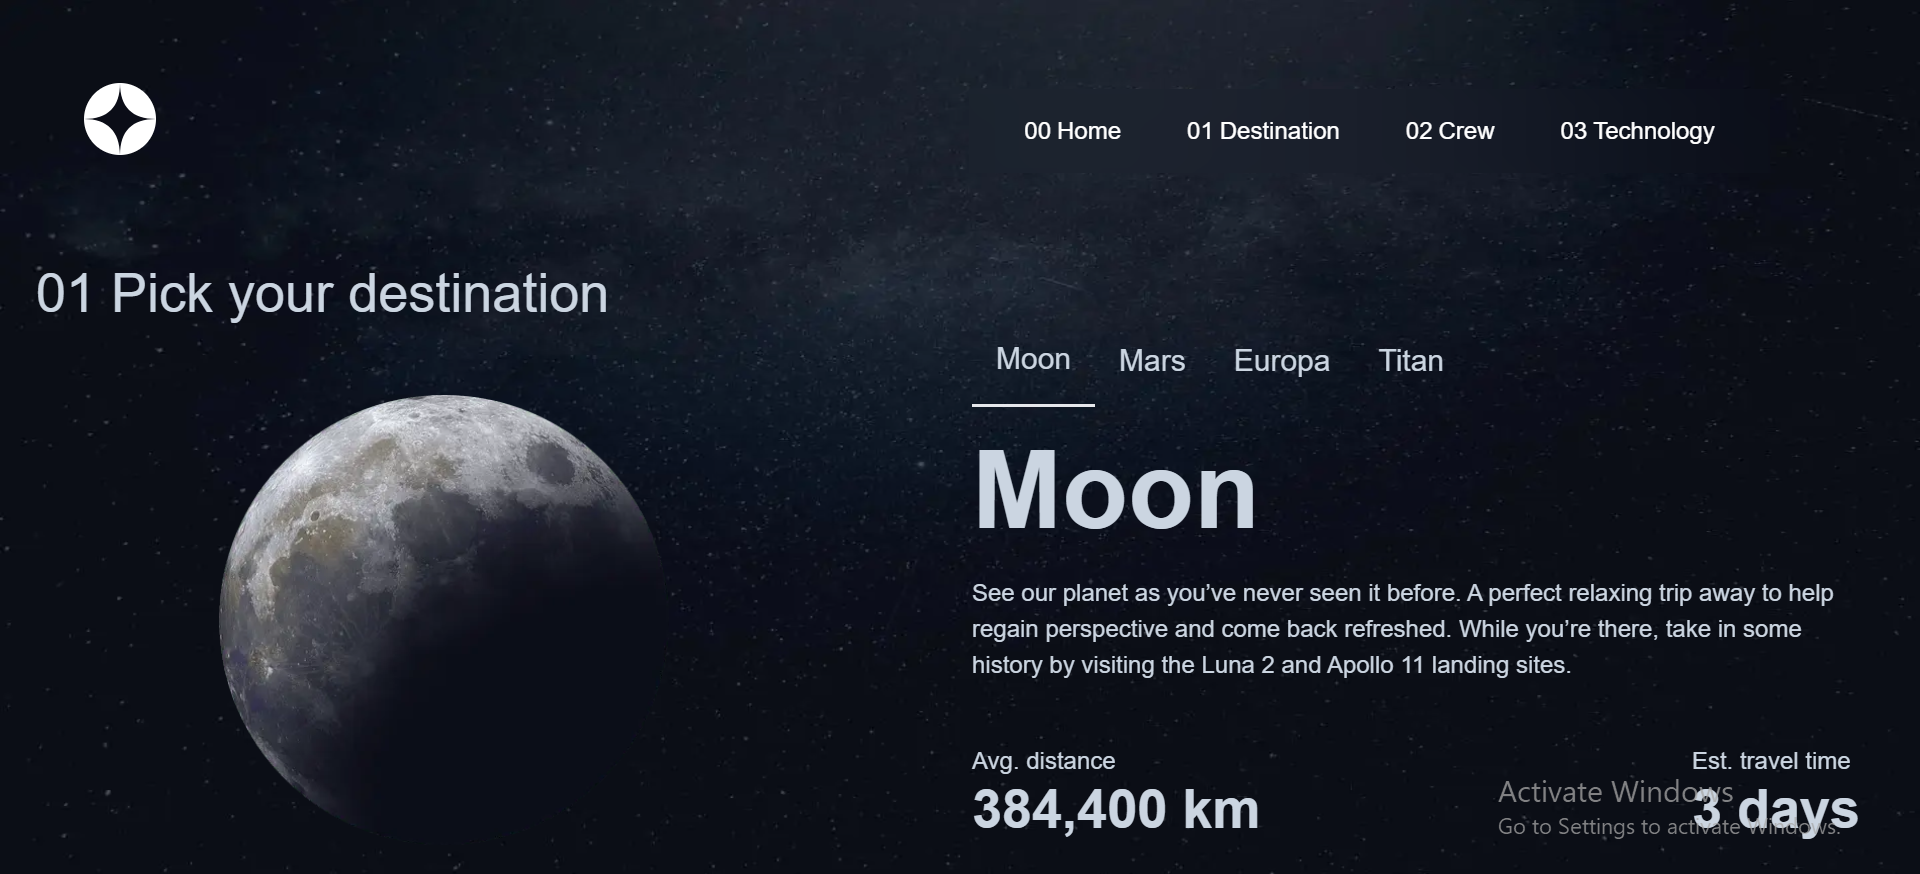 00 Home
01 Destination
02 Crew
03 Technology
01 Pick your destination
Moon
Mars
Europa
Titan
Moon
See our planet as you’ve never seen it before. A perfect relaxing trip away to help
regain perspective and come back refreshed. While you’re there, take in some
history by visiting the Luna 2 and Apollo 11 landing sites.
Avg. distance
384,400 km
Est. travel time
3 days
Activate Windows
Go to Settings to activate Windows.